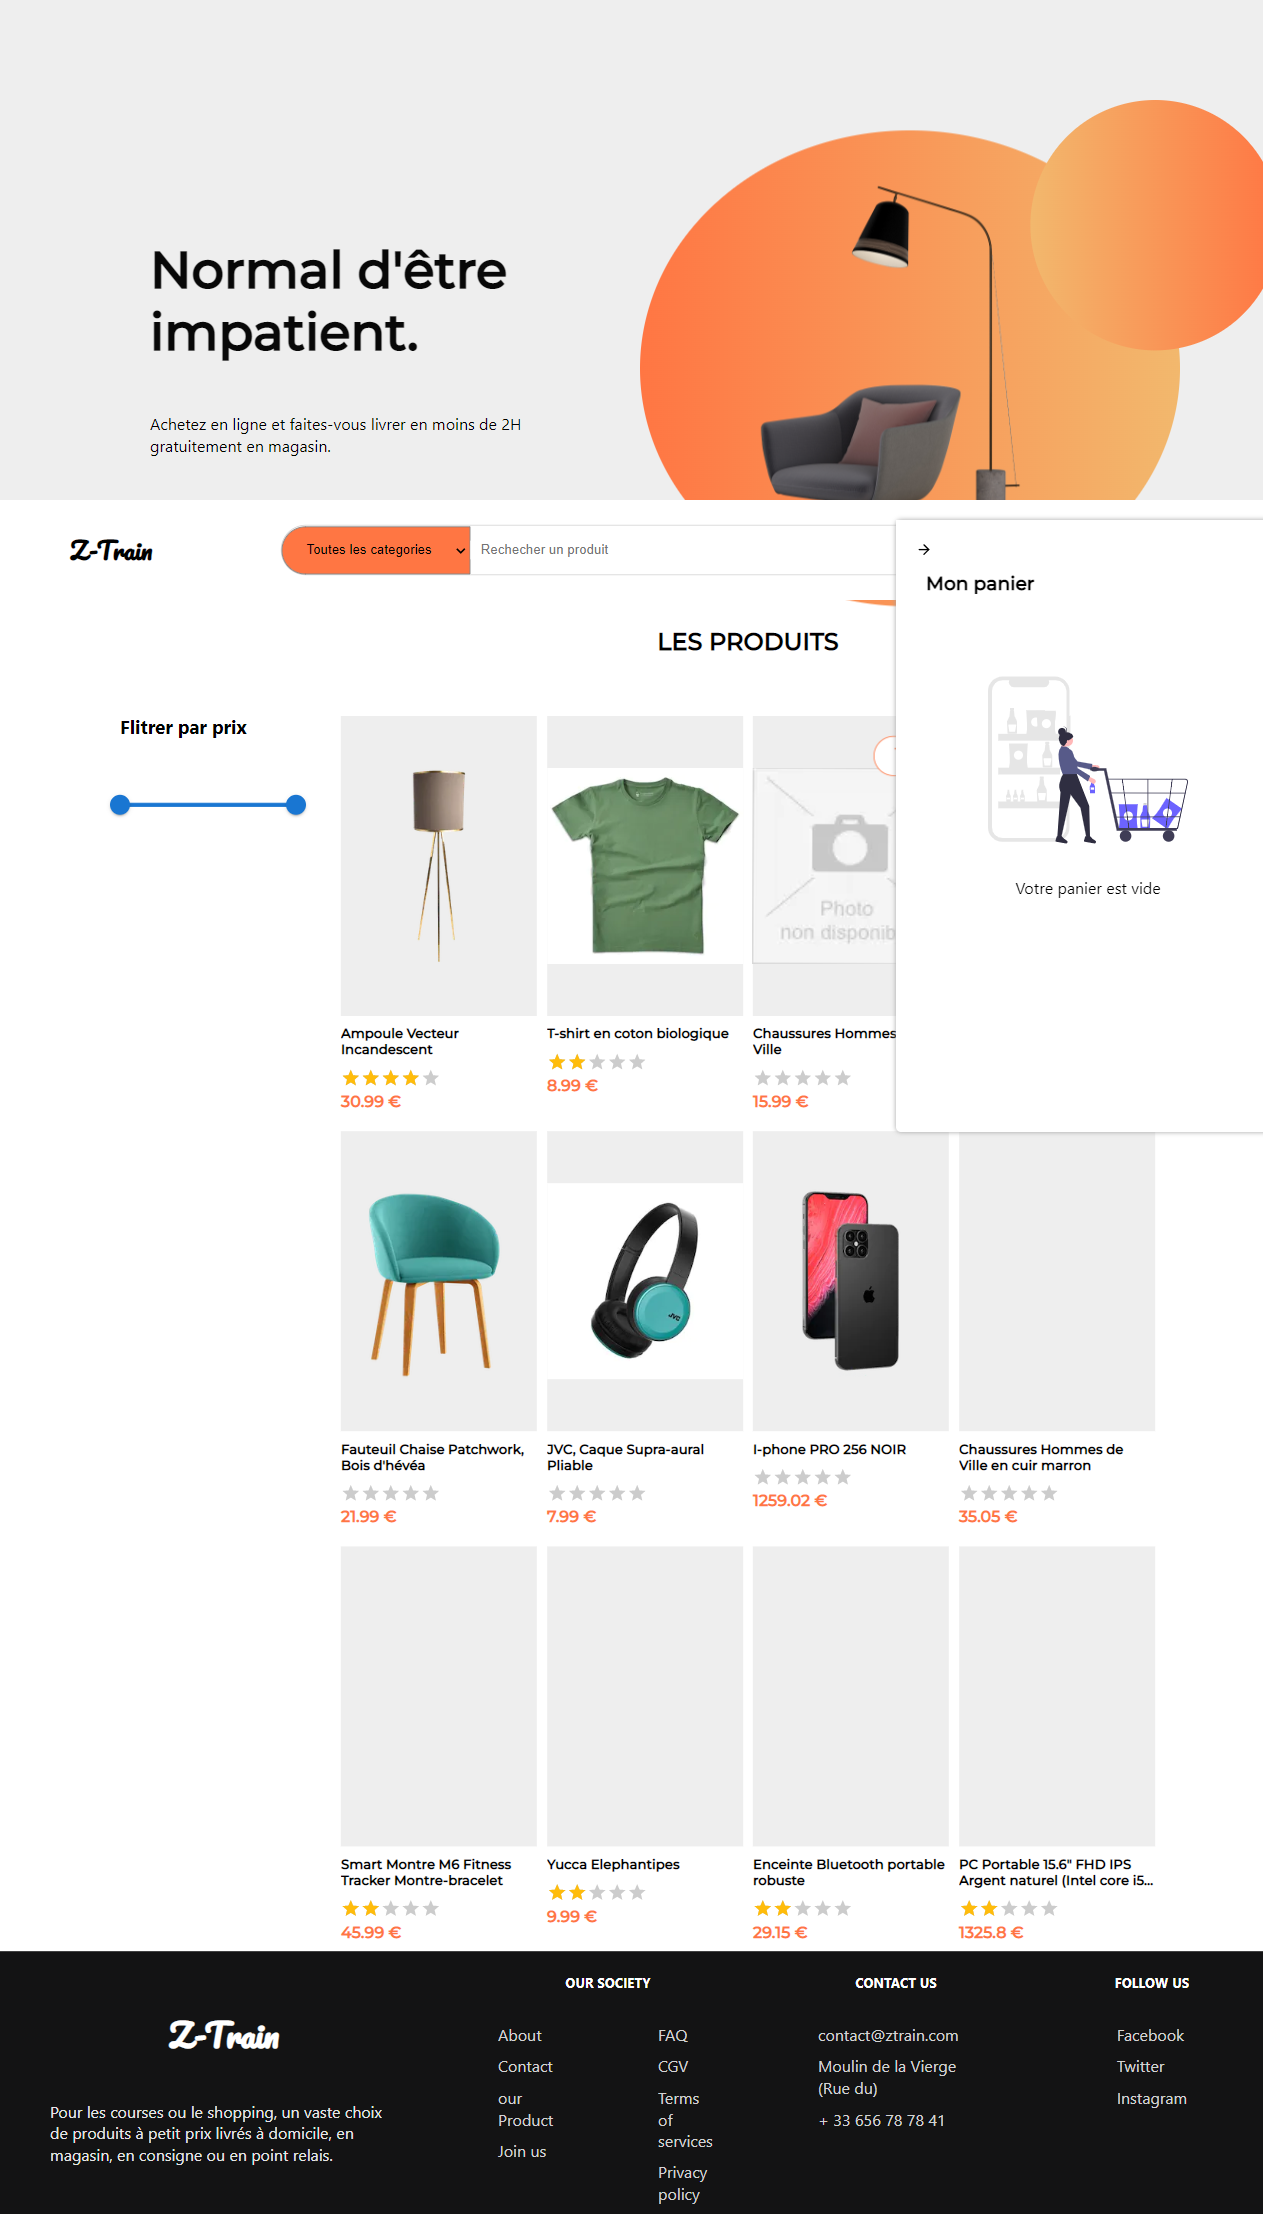 Normal d'être
impatient.
Achetez en ligne et faites-vous livrer en moins de 2H
gratuitement en magasin.
Z-Train
Toutes les categories
Rechecher un produit
Mon panier
LES PRODUITS
Flitrer par prix
Votre panier est vide
Photo
non disponib
Ampoule Vecteur
Incandescent
30.99 €
T-shirt en coton biologique
8.99 €
Chaussures Hommes
Ville
15.99 €
JVC
Fauteuil Chaise Patchwork,
Bois d'hévéa
21.99 €
JVC, Caque Supra-aural
Pliable
7.99 €
I-phone PRO 256 NOIR
1259.02 €
Chaussures Hommes de
Ville en cuir marron
35.05 €
Smart Montre M6 Fitness
Tracker Montre-bracelet
45.99 €
Yucca Elephantipes
9.99 €
Enceinte Bluetooth portable
robuste
29.15 €
PC Portable 15.6" FHD IPS
Argent naturel (Intel core i5...
1325.8 €
Z-Train
Pour les courses ou le shopping, un vaste choix
de produits à petit prix livrés à domicile, en
magasin, en consigne ou en point relais.
OUR SOCIETY
About
Contact
our
Product
Join us
FAQ
CGV
Terms
of
services
Privacy
policy
CONTACT US
contact@ztrain.com
Moulin de la Vierge
(Rue du)
+ 33 656 78 78 41
FOLLOW US
Facebook
Twitter
Instagram